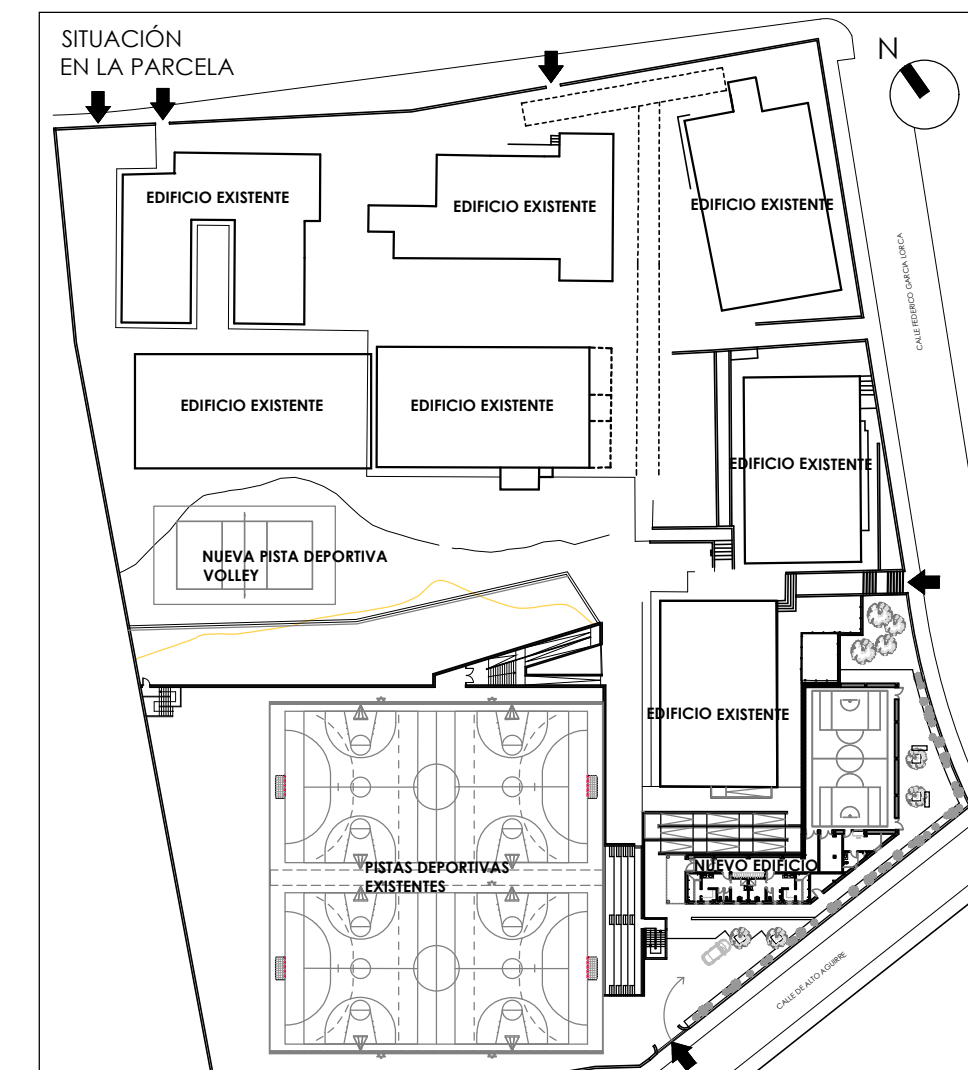 SITUACIÓN
EN LA PARCELA
N
EDIFICIO EXISTENTE
EDIFICIO EXISTENTE
EDIFICIO EXISTENTE
CALLE FEDERICO GARCIA LORCA
EDIFICIO EXISTENTE
EDIFICIO EXISTENTE
EDIFICIO EXISTENTE
NUEVA PISTA DEPORTIVA
VOLLEY
EDIFICIO EXISTENTE
PISTAS DEPORTIVAS
EXISTENTES
NUEVO EDIFICIO
CALLE DE ALTO AGUIRRE